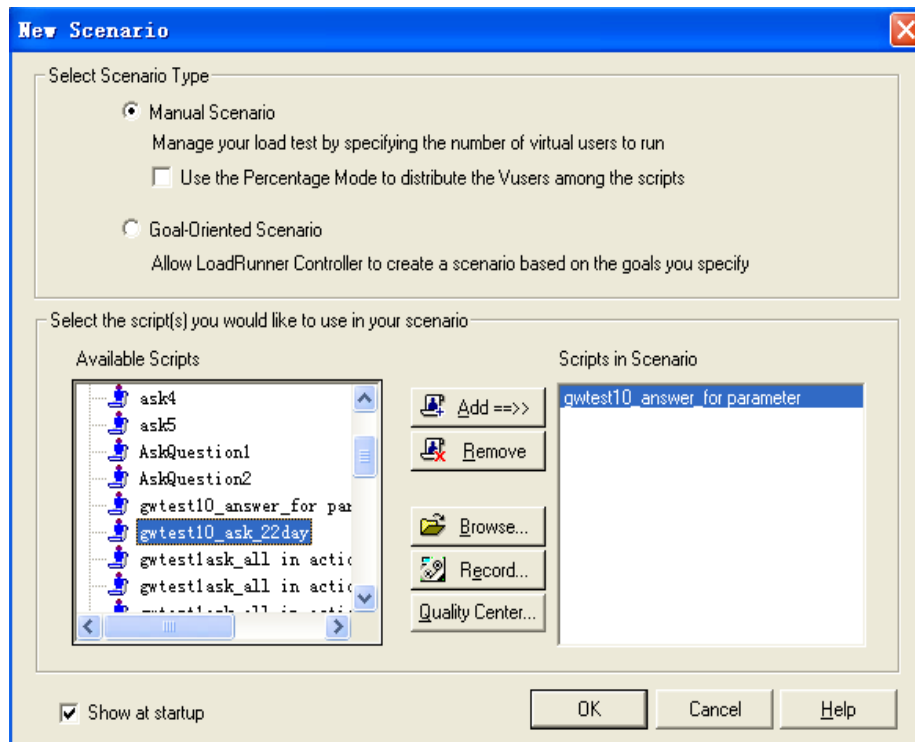 New Scenario
Select Scenario Type
Manual Scenario
Manage your load test by specifying the number of virtual users to run
Use the Percentage Mode to distribute the Vusers among the scripts
Goal-Oriented Scenario
Allow LoadRunner Controller to create a scenario based on the goals you specify
Select the script(s) you would like to use in your scenario
Available Scripts
ask4
ask5
AskQuestion1
AskQuestion2
gwtest10_answer_for par
gwtest10_ask_22day
gwtest1ask_all in actic
gwtest1ask_all in actic
Add ==>>
Remove
Browse...
Record...
Quality Center...
Scripts in Scenario
gwtest10_answer_for parameter
Show at startup
OK
Cancel
Help